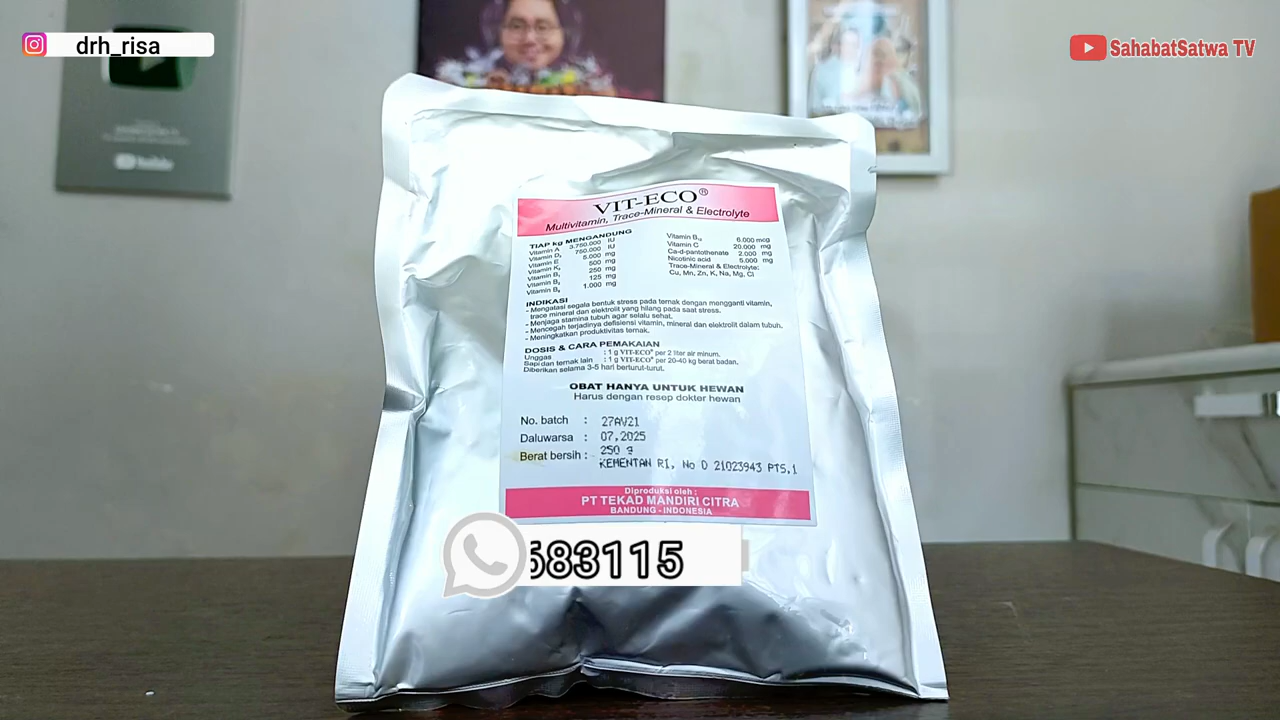 drh_risa
SahabatSatwa TV
YouTube
VIT-ECO®
Multivitamin, Trace-Mineral & Electrolyte
TIAP kg MENGANDUNG
Vitamin A 3.750.000 IU
Vitamin D₃ 750.000 IU
Vitamin E 5.000 mg
Vitamin K₃ 500 mg
Vitamin B₁ 250 mg
Vitamin B₂ 125 mg
Vitamin B₆ 1.000 mg
Vitamin B₁₂ 6.000 mcg
Vitamin C 20.000 mg
Ca-d-pantothenate 2.000 mg
Nicotinic acid 5.000 mg
Trace-Mineral & Elektrolyte:
Cu, Mn, Zn, K, Na, Mg, Cl
INDIKASI
- Mengatasi segala bentuk stress pada ternak dengan mengganti vitamin,
trace mineral dan elektrolit yang hilang pada saat stress.
- Menjaga stamina tubuh agar selalu sehat.
- Mencegah terjadinya defisiensi vitamin, mineral dan elektrolit dalam tubuh.
- Meningkatkan produktivitas ternak.
DOSIS & CARA PEMAKAIAN
Unggas : 1 g VIT-ECO® per 2 liter air minum.
Sapi dan ternak lain : 1 g VIT-ECO® per 20-40 kg berat badan.
Diberikan selama 3-5 hari berturut-turut.
OBAT HANYA UNTUK HEWAN
Harus dengan resep dokter hewan
No. batch : 27AV21
Daluwarsa : 07,2025
Berat bersih : 250 g
KEMENTAN RI, No D 21023943 PTS.1
Diproduksi oleh :
PT TEKAD MANDIRI CITRA
BANDUNG - INDONESIA
683115